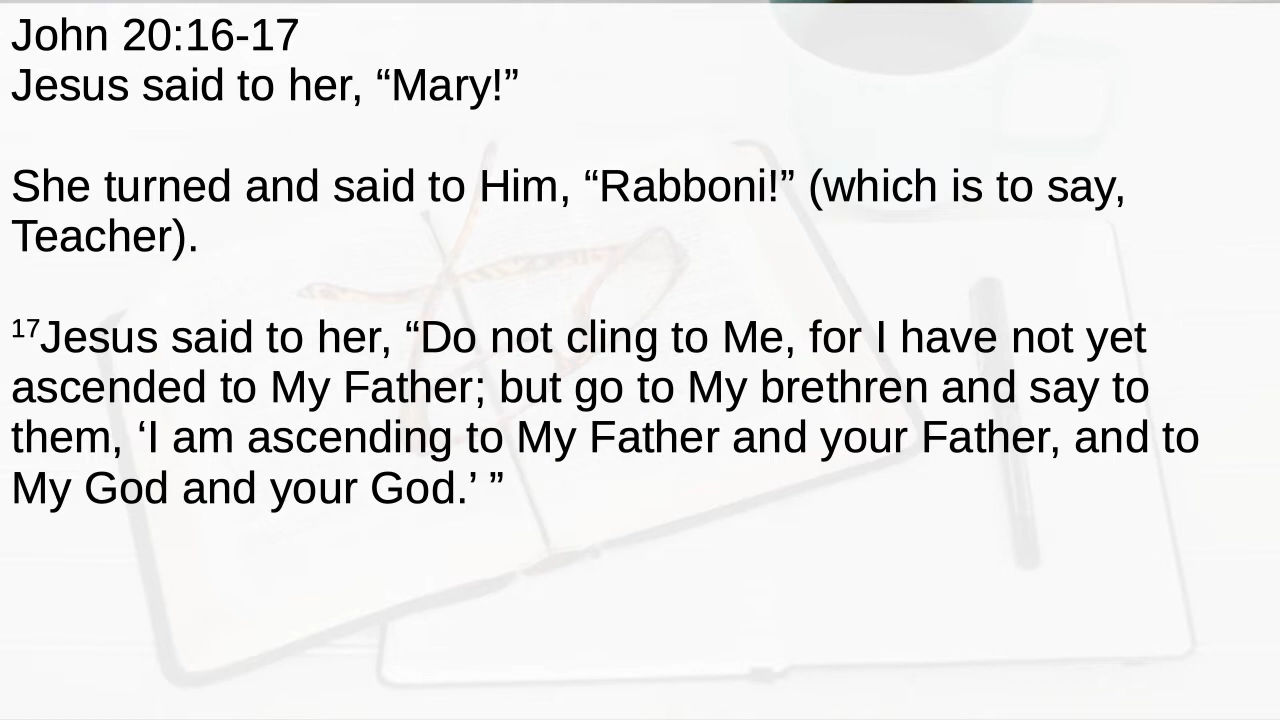 John 20:16-17
Jesus said to her, “Mary!”
She turned and said to Him, “Rabboni!” (which is to say,
Teacher).
17Jesus said to her, “Do not cling to Me, for I have not yet
ascended to My Father; but go to My brethren and say to
them, ‘I am ascending to My Father and your Father, and to
My God and your God.’ ”